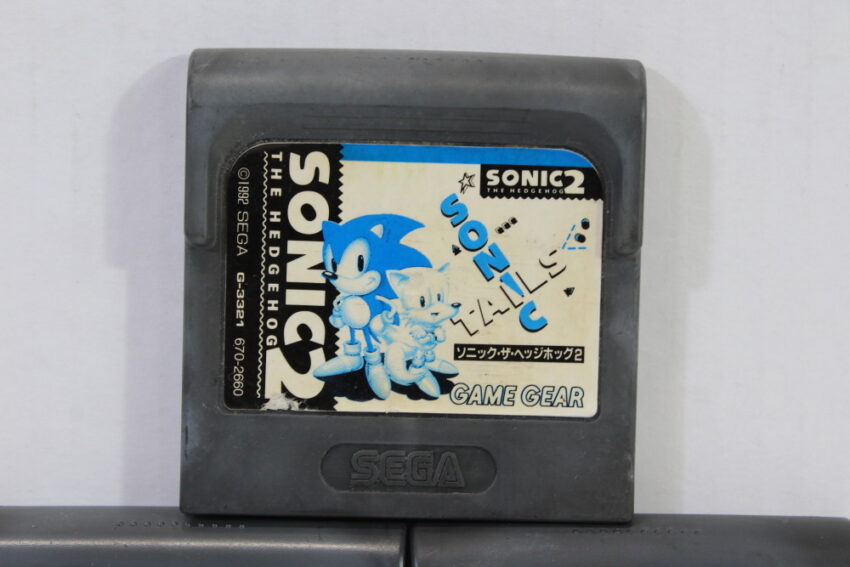 SONIC 2
THE HEDGEHOG
©1992 SEGA G-3321 670-2660
SONIC 2
THE HEDGEHOG
SONIC
TAILS
ソニック・ザ・ヘッジホッグ2
GAME GEAR
SEGA